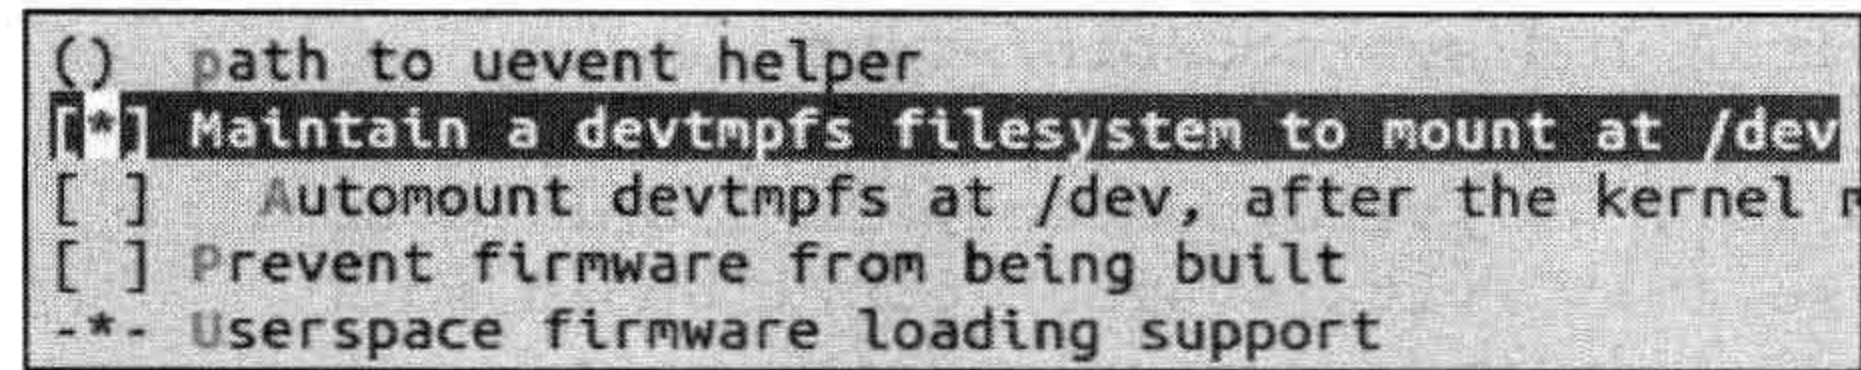 () path to uevent helper
[*] Maintain a devtmpfs filesystem to mount at /dev
[ ]   Automount devtmpfs at /dev, after the kernel
[ ] Prevent firmware from being built
-*- Userspace firmware loading support